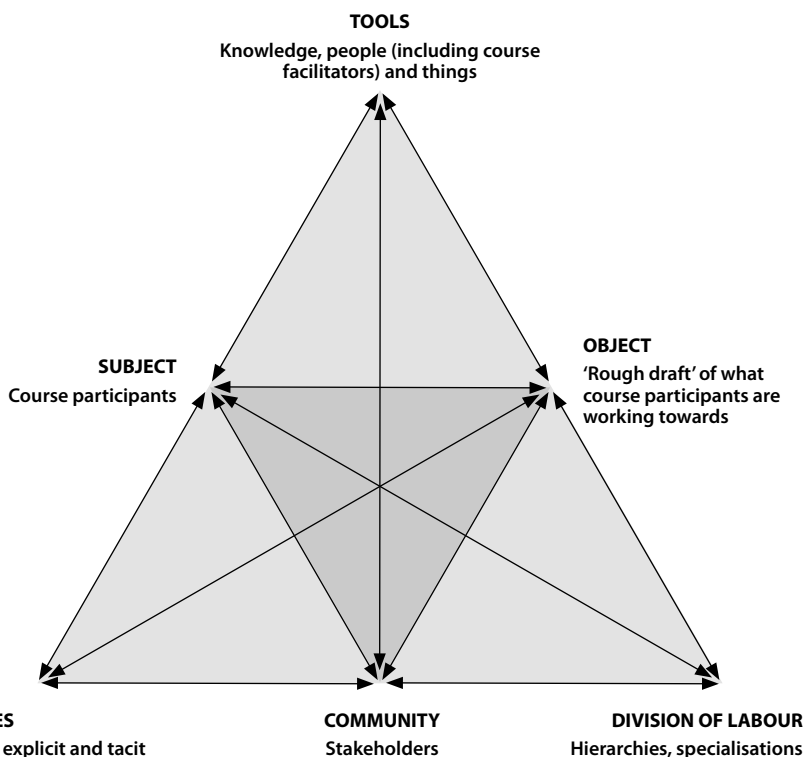 TOOLS
Knowledge, people (including course
facilitators) and things
SUBJECT
Course participants
OBJECT
‘Rough draft’ of what
course participants are
working towards
ES
explicit and tacit
COMMUNITY
Stakeholders
DIVISION OF LABOUR
Hierarchies, specialisations